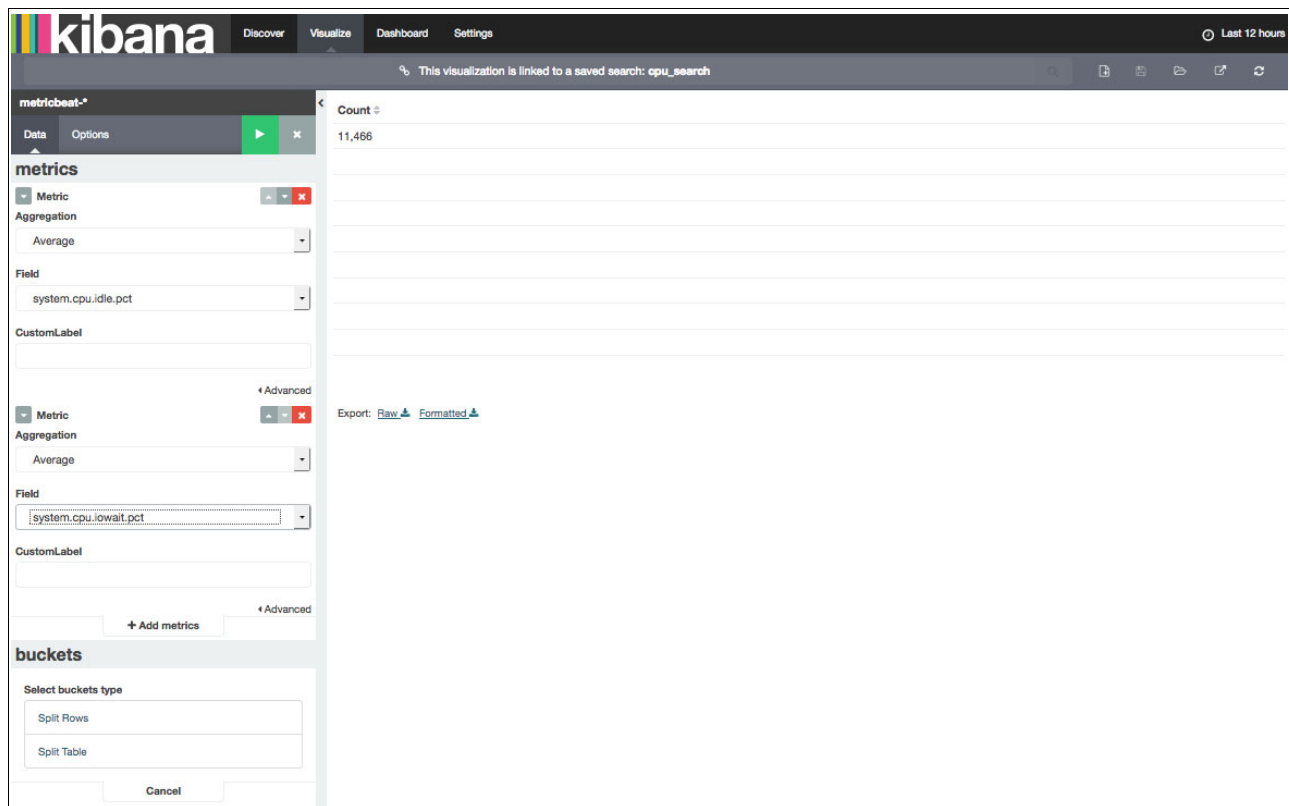 kibana
Discover Visualize Dashboard Settings Last 12 hours
This visualization is linked to a saved search: cpu_search
metricbeat-*
Data Options
metrics
Metric
Aggregation
Average
Field
system.cpu.idle.pct
CustomLabel
Advanced
Metric
Aggregation
Average
Field
system.cpu.iowait.pct
CustomLabel
Advanced
+ Add metrics
buckets
Select buckets type
Split Rows
Split Table
Cancel
Count
11,466
Export: Raw Formatted